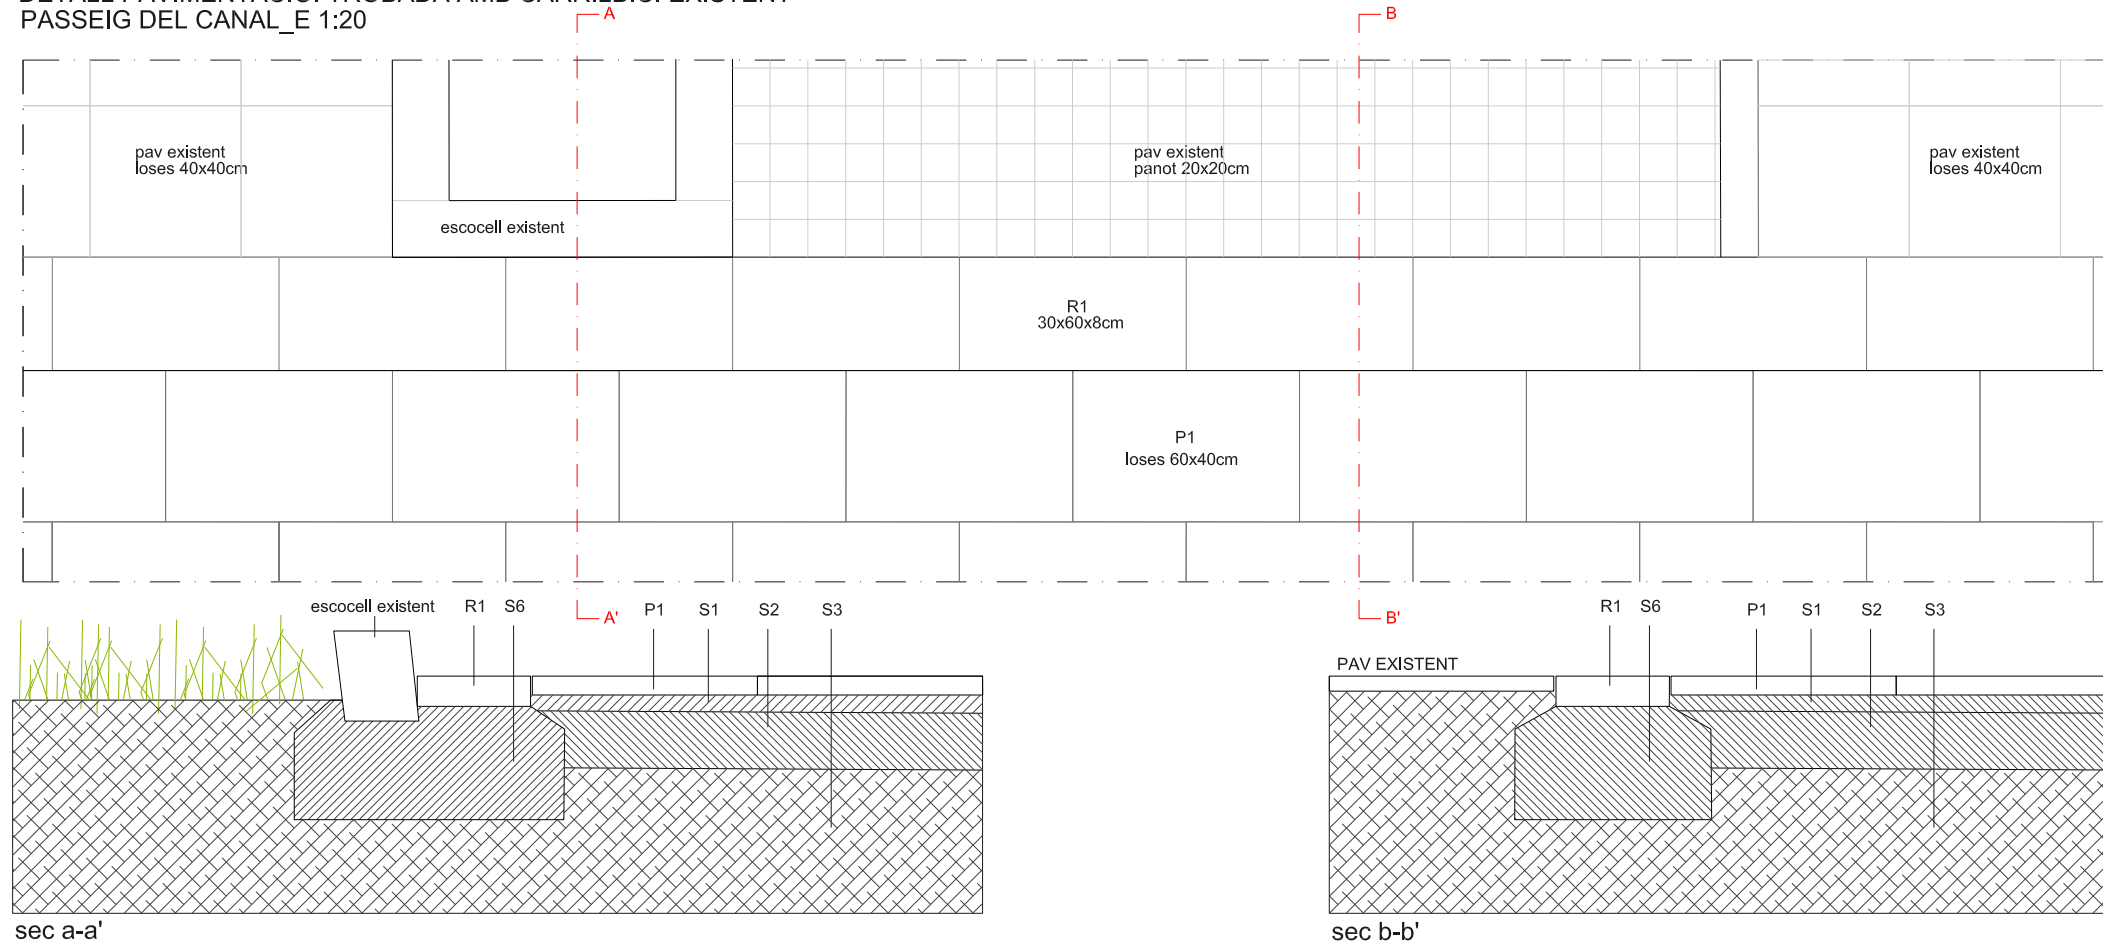 PASSEIG DEL CANAL_E 1:20
A
B
pav existent
loses 40x40cm
pav existent
panot 20x20cm
pav existent
loses 40x40cm
escocell existent
R1
30x60x8cm
P1
loses 60x40cm
escocell existent
R1
S6
A'
P1
S1
S2
S3
B'
R1
S6
P1
S1
S2
S3
PAV EXISTENT
sec a-a'
sec b-b'